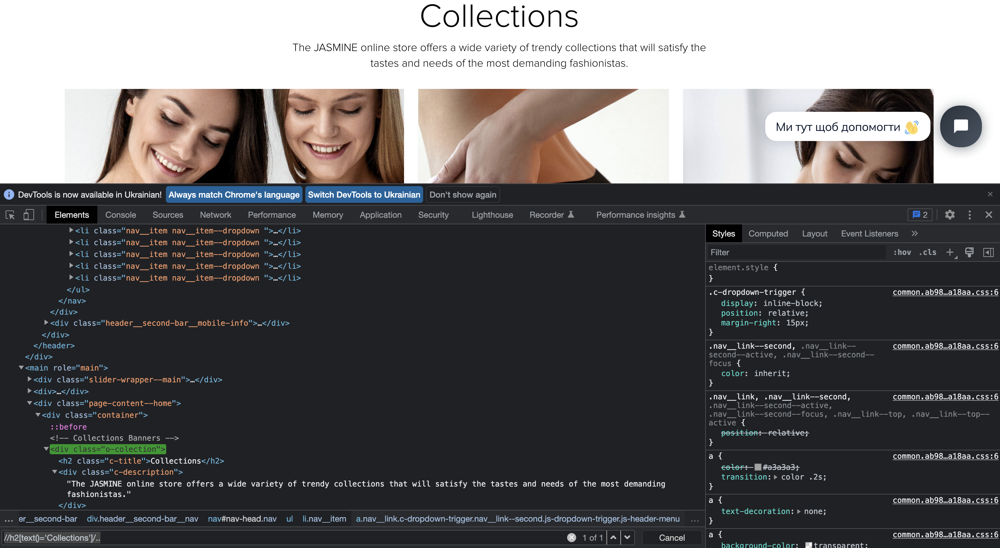 Collections
The JASMINE online store offers a wide variety of trendy collections that will satisfy the
tastes and needs of the most demanding fashionistas.
Ми тут щоб допомогти 👋
DevTools is now available in Ukrainian! Always match Chrome's language Switch DevTools to Ukrainian Don't show again
Elements Console Sources Network Performance Memory Application Security Lighthouse Recorder Performance insights 2
<li class="nav__item nav__item--dropdown ">…</li>
<li class="nav__item nav__item--dropdown ">…</li>
<li class="nav__item nav__item--dropdown ">…</li>
<li class="nav__item nav__item--dropdown ">…</li>
<li class="nav__item nav__item--dropdown ">…</li>
</ul>
</nav>
</div>
<div class="header__second-bar__mobile-info">…</div>
</div>
</header>
</div>
<main role="main">
<div class="slider-wrapper--main">…</div>
<div>…</div>
<div class="page-content--home">
<div class="container">
::before
<!-- Collections Banners -->
<div class="o-colection">
<h2 class="c-title">Collections</h2>
<div class="c-description">
"The JASMINE online store offers a wide variety of trendy collections that will satisfy the tastes and needs of the most demanding
fashionistas."
</div>
… er__second-bar div.header__second-bar__nav nav#nav-head.nav ul li.nav__item a.nav__link.c-dropdown-trigger.nav__link--second.js-dropdown-trigger.js-header-menu …
//h2[text()='Collections']/.. 1 of 1 Cancel
Styles Computed Layout Event Listeners »
Filter :hov .cls +
element.style {
}
.c-dropdown-trigger { common.ab98…a18aa.css:6
display: inline-block;
position: relative;
margin-right: 15px;
}
.nav__link--second, .nav__link-- common.ab98…a18aa.css:6
second--active, .nav__link--second--
focus {
color: inherit;
}
.nav__link, .nav__link--second, common.ab98…a18aa.css:6
.nav__link--second--active,
.nav__link--second--focus, .nav__link--top, .nav__link--top--
active {
position: relative;
}
a { common.ab98…a18aa.css:6
color: #a3a3a3;
transition: color .2s;
}
a { common.ab98…a18aa.css:6
text-decoration: none;
}
a { common.ab98…a18aa.css:6
background-color: transparent;